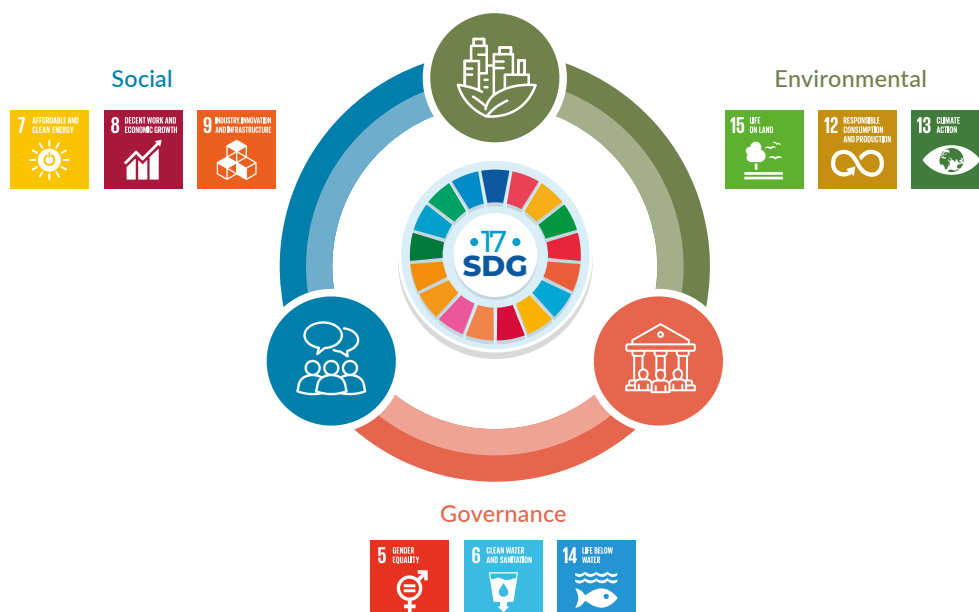 Social
Environmental
7 AFFORDABLE AND
CLEAN ENERGY
8 DECENT WORK AND
ECONOMIC GROWTH
9 INDUSTRY, INNOVATION
AND INFRASTRUCTURE
15 LIFE
ON LAND
12 RESPONSIBLE
CONSUMPTION
AND PRODUCTION
13 CLIMATE
ACTION
•17•
SDG
Governance
5 GENDER
EQUALITY
6 CLEAN WATER
AND SANITATION
14 LIFE BELOW
WATER